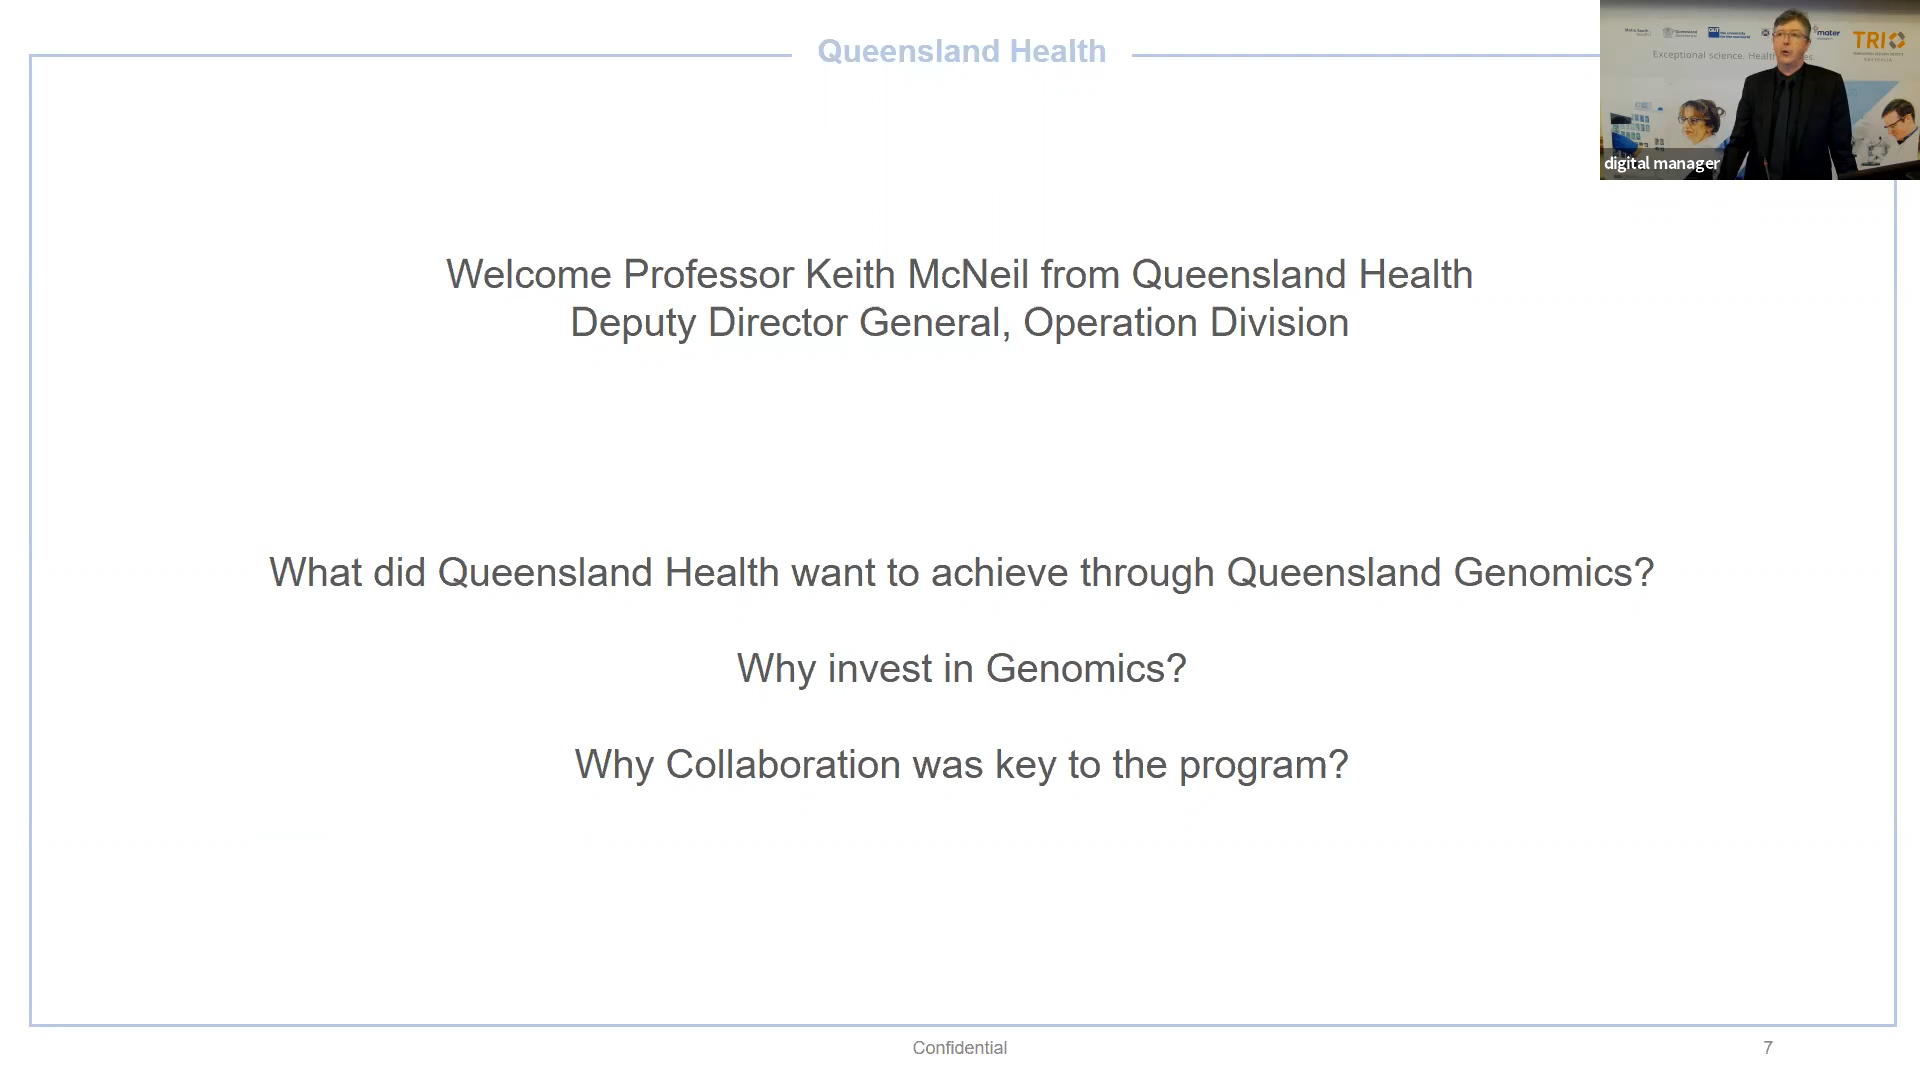 Queensland Health
TRI
mater
AUSTRALIA
Exceptional science.
digital manager
Welcome Professor Keith McNeil from Queensland Health
Deputy Director General, Operation Division
What did Queensland Health want to achieve through Queensland Genomics?
Why invest in Genomics?
Why Collaboration was key to the program?
Confidential
7